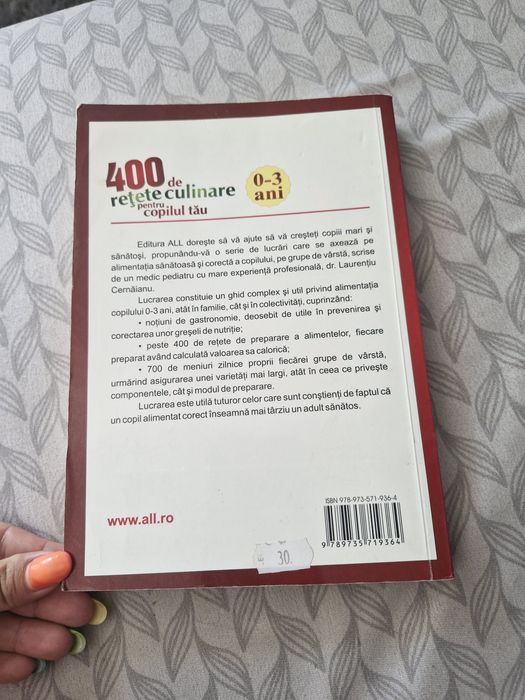 400 de
rețete culinare
pentru
copilul tău
0-3
ani
Editura ALL dorește să vă ajute să vă creșteți copiii mari și
sănătoși, propunându-vă o serie de lucrări care se axează pe
alimentația sănătoasă și corectă a copilului, pe grupe de vârstă, scrise
de un medic pediatru cu mare experiență profesională, dr. Laurențiu
Cernăianu.
Lucrarea constituie un ghid complex și util privind alimentația
copilului 0-3 ani, atât în familie, cât și în colectivități, cuprinzând:
• noțiuni de gastronomie, deosebit de utile în prevenirea și
corectarea unor greșeli de nutriție;
• peste 400 de rețete de preparare a alimentelor, fiecare
preparat având calculată valoarea sa calorică;
• 700 de meniuri zilnice proprii fiecărei grupe de vârstă,
urmărind asigurarea unei varietăți mai largi, atât în ceea ce privește
componentele, cât și modul de preparare.
Lucrarea este utilă tuturor celor care sunt conștienți de faptul că
un copil alimentat corect înseamnă mai târziu un adult sănătos.
ISBN 978-973-571-936-4
www.all.ro
9 789735 719364
30.